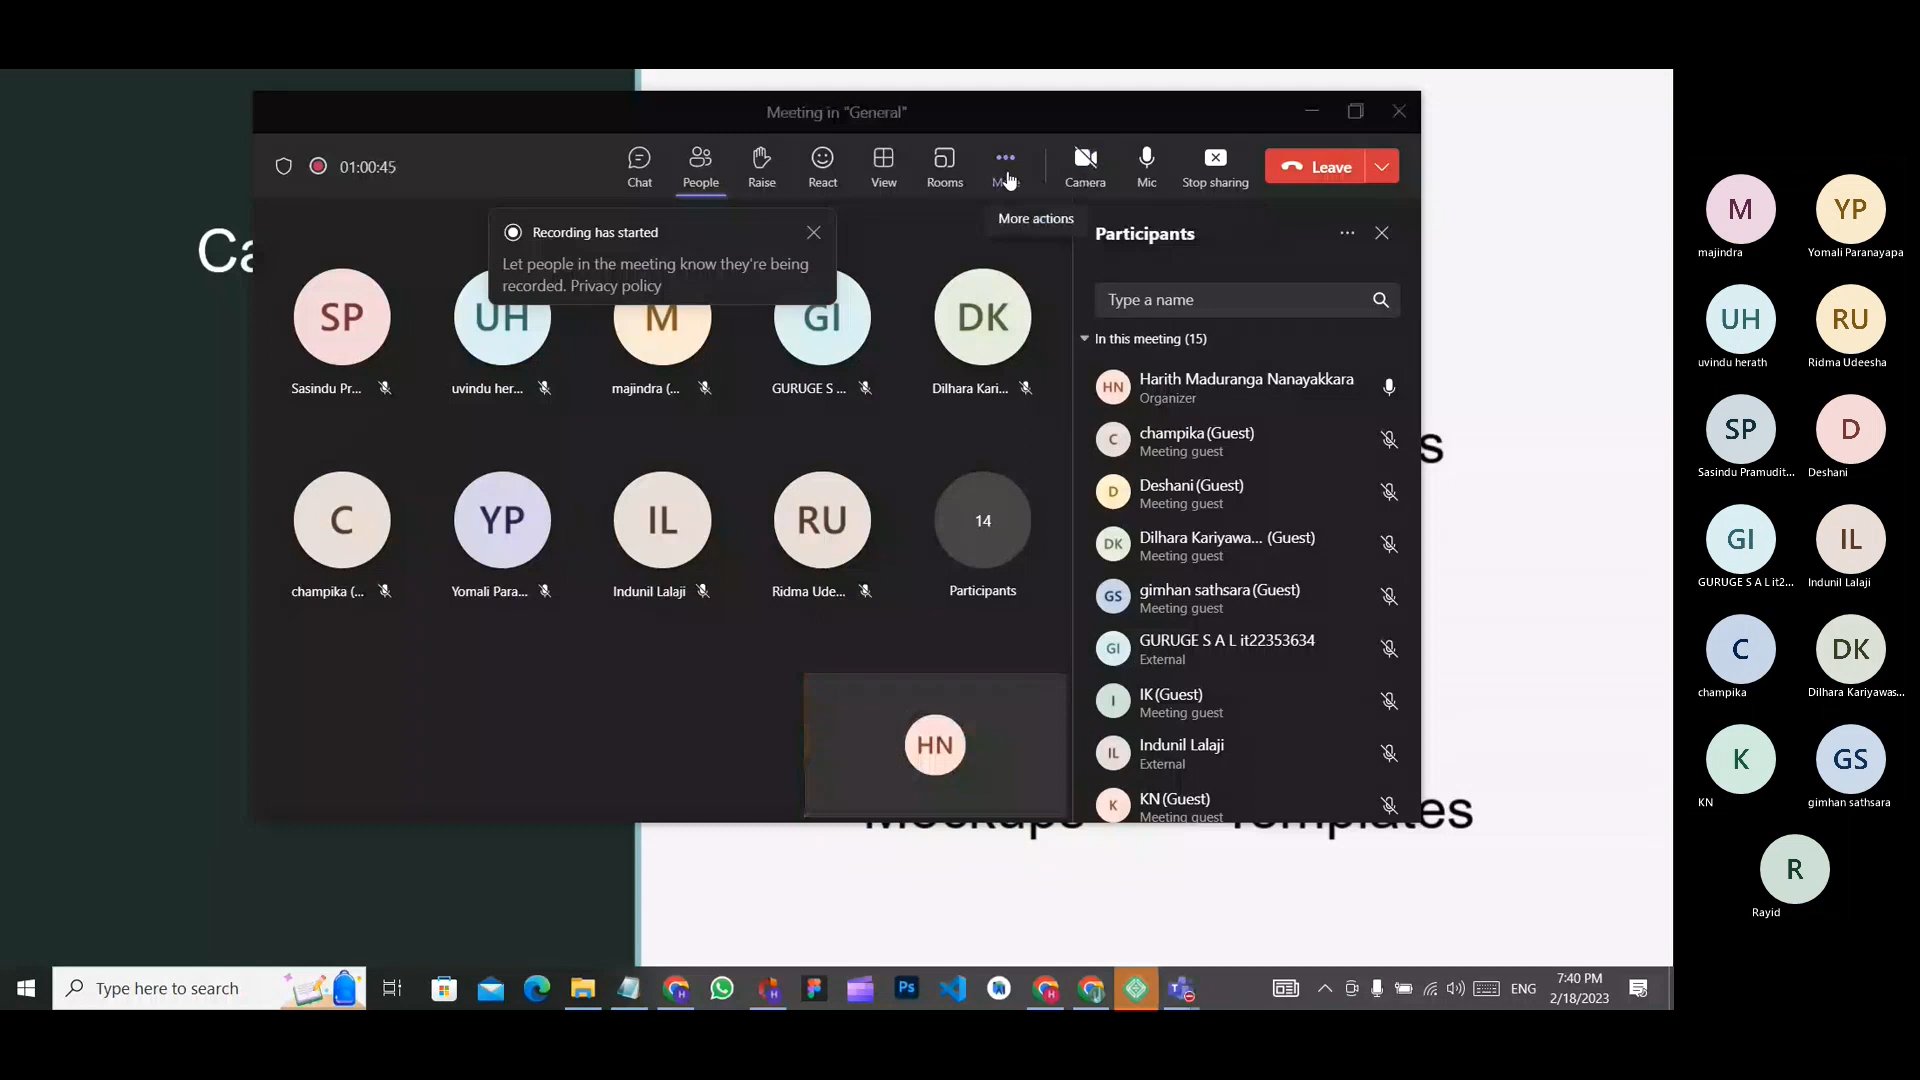 Meeting in "General"
01:00:45
Chat
People
Raise
React
View
Rooms
Camera
Mic
Stop sharing
Leave
More actions
Recording has started
Let people in the meeting know they're being
recorded. Privacy policy
Ca
SP
UH
M
GI
DK
Sasindu Pr...
uvindu her...
majindra (...
GURUGE S ...
Dilhara Kari...
C
YP
IL
RU
14
champika (...
Yomali Para...
Indunil Lalaji
Ridma Ude...
Participants
HN
Participants
Type a name
In this meeting (15)
HN
Harith Maduranga Nanayakkara
Organizer
C
champika (Guest)
Meeting guest
D
Deshani (Guest)
Meeting guest
DK
Dilhara Kariyawa... (Guest)
Meeting guest
GS
gimhan sathsara (Guest)
Meeting guest
GI
GURUGE S A L it22353634
External
I
IK (Guest)
Meeting guest
IL
Indunil Lalaji
External
K
KN (Guest)
Meeting guest
s
Mockups
Templates
M
YP
majindra
Yomali Paranayapa
UH
RU
uvindu herath
Ridma Udeesha
SP
D
Sasindu Pramudit...
Deshani
GI
IL
GURUGE S A L it2...
Indunil Lalaji
C
DK
champika
Dilhara Kariyawas...
K
GS
KN
gimhan sathsara
R
Rayid
Type here to search
Ps
ENG
7:40 PM
2/18/2023